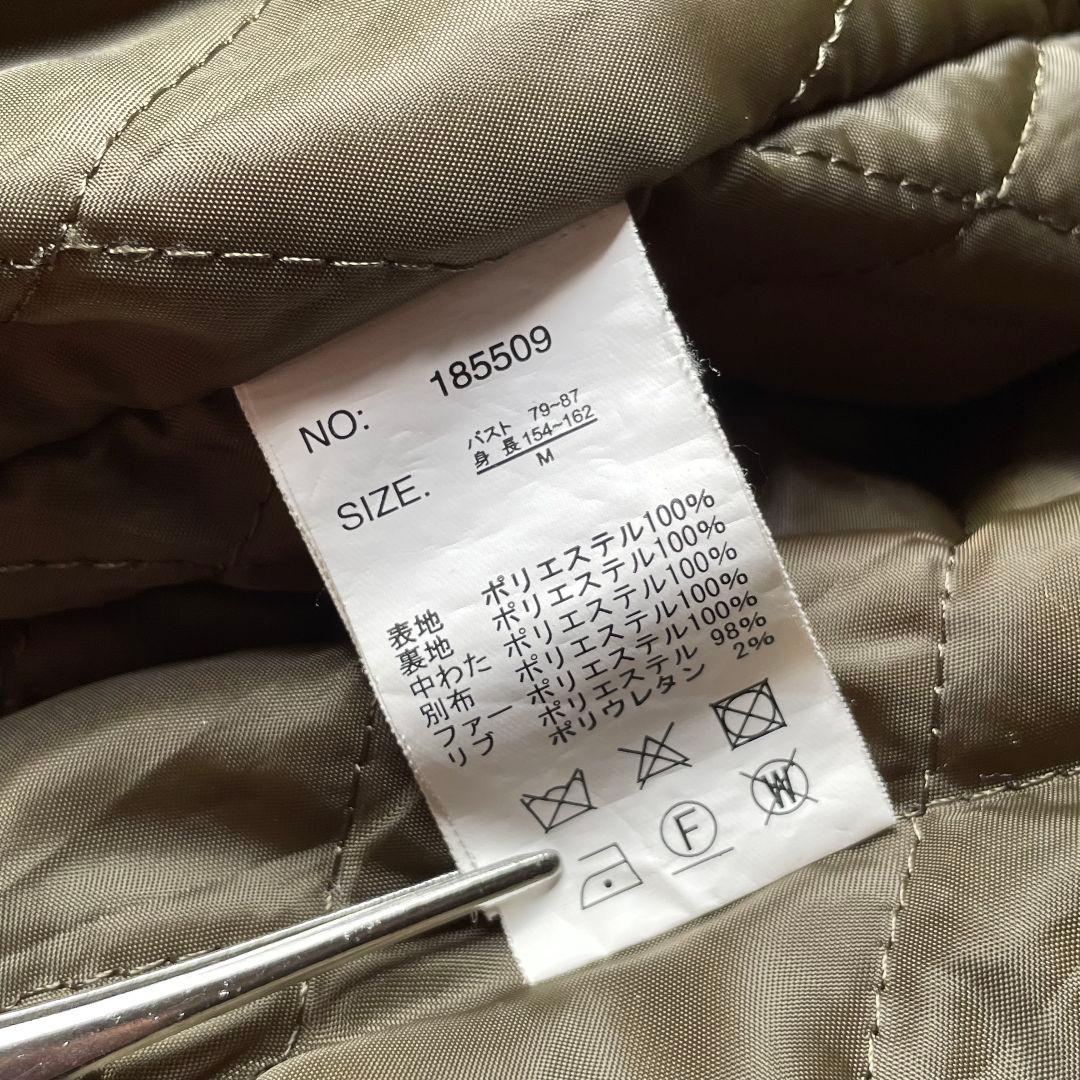 NO: 185509
SIZE. バスト 79~87
身長154~162
M
表地 ポリエステル100%
裏地 ポリエステル100%
中わた ポリエステル100%
別布 ポリエステル100%
ファー ポリエステル100%
リブ ポリエステル 98%
ポリウレタン 2%
F
W